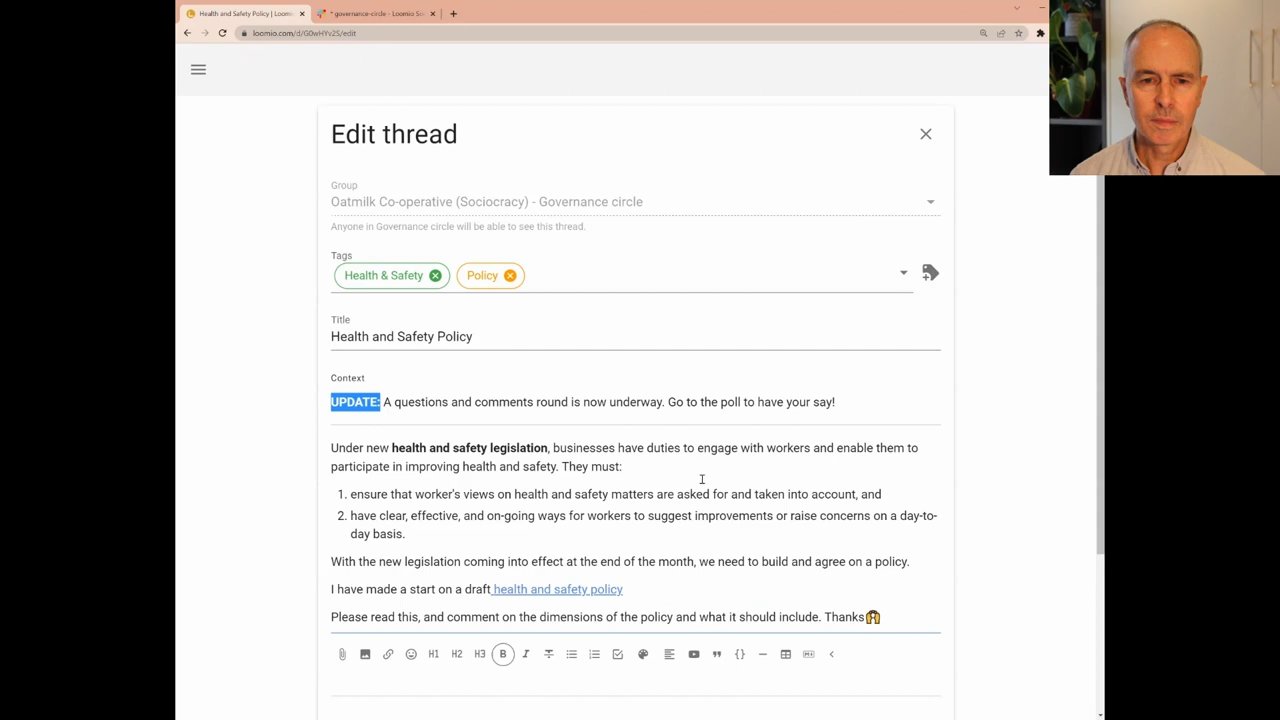 Health and Safety Policy | Loomi
* governance-circle - Loomio So
loomio.com/d/G0wHYv2S/edit
Edit thread
Group
Oatmilk Co-operative (Sociocracy) - Governance circle
Anyone in Governance circle will be able to see this thread.
Tags
Health & Safety
Policy
Title
Health and Safety Policy
Context
UPDATE: A questions and comments round is now underway. Go to the poll to have your say!
Under new health and safety legislation, businesses have duties to engage with workers and enable them to
participate in improving health and safety. They must:
1. ensure that worker's views on health and safety matters are asked for and taken into account, and
2. have clear, effective, and on-going ways for workers to suggest improvements or raise concerns on a day-to-
day basis.
With the new legislation coming into effect at the end of the month, we need to build and agree on a policy.
I have made a start on a draft health and safety policy
Please read this, and comment on the dimensions of the policy and what it should include. Thanks🙌
H1 H2 H3 B I T